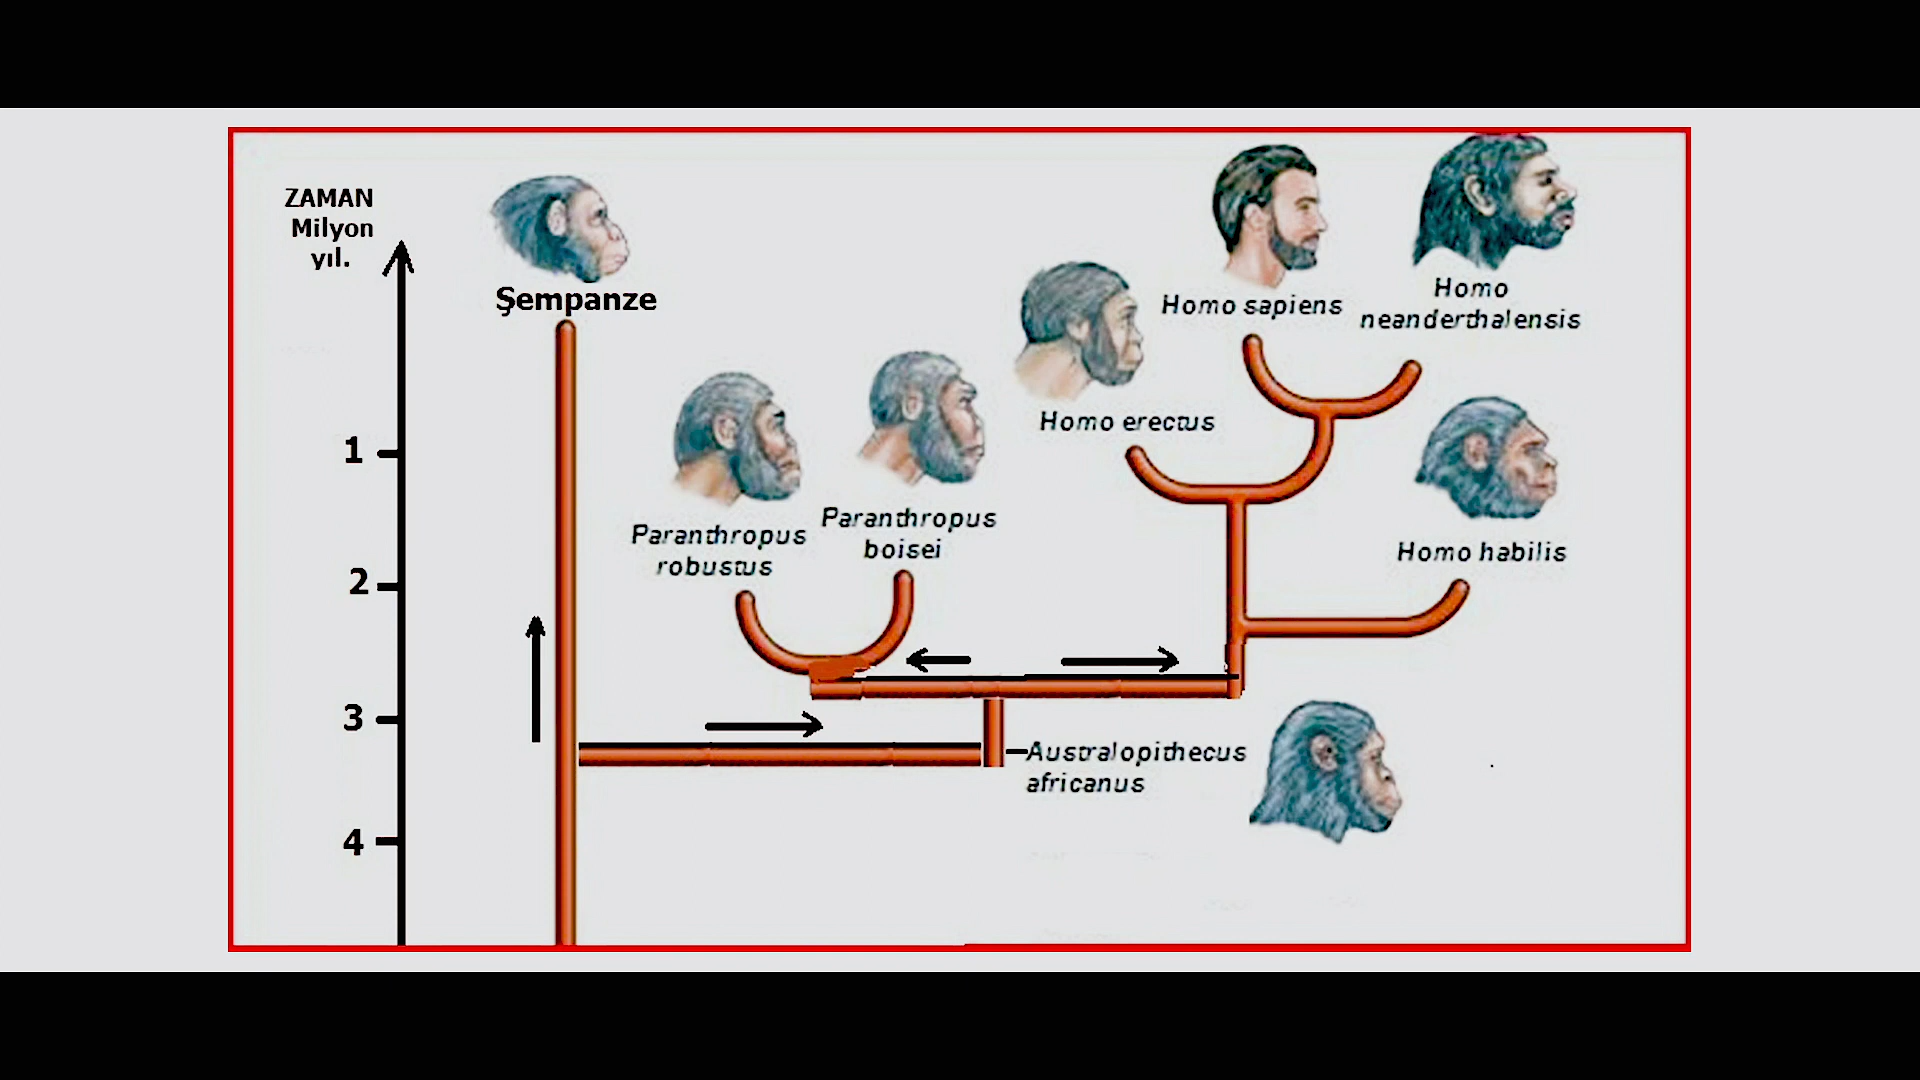 ZAMAN
Milyon
yıl.
Şempanze
Homo sapiens
Homo
neanderthalensis
Homo erectus
Paranthropus
robustus
Paranthropus
boisei
Homo habilis
1
2
3
4
Australopithecus
africanus